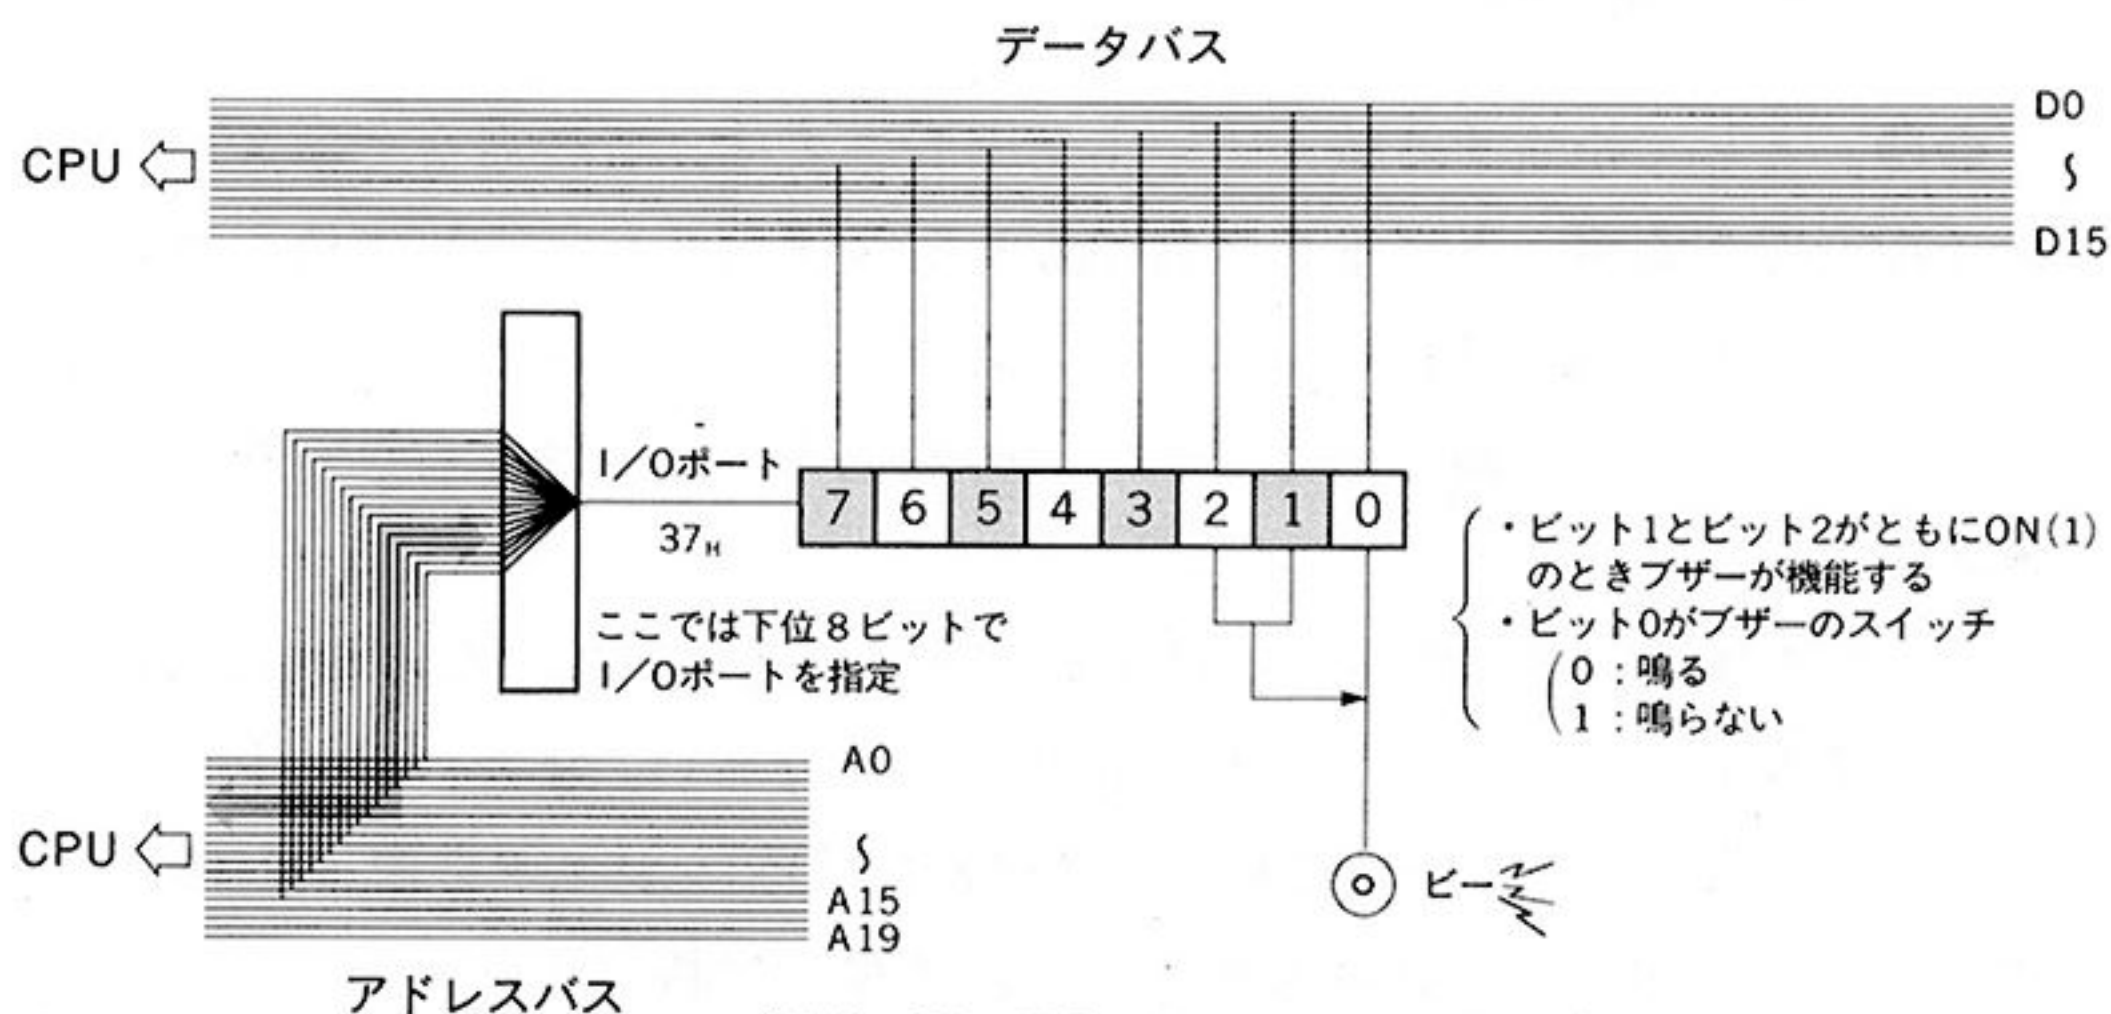 データバス
D0
CPU
〜
D15
I/Oポート
7 6 5 4 3 2 1 0
37H
・ビット1とビット2がともにON(1)
のときブザーが機能する
・ビット0がブザーのスイッチ
0:鳴る
1:鳴らない
ここでは下位8ビットで
I/Oポートを指定
A0
CPU
〜
A15
A19
ビー
アドレスバス